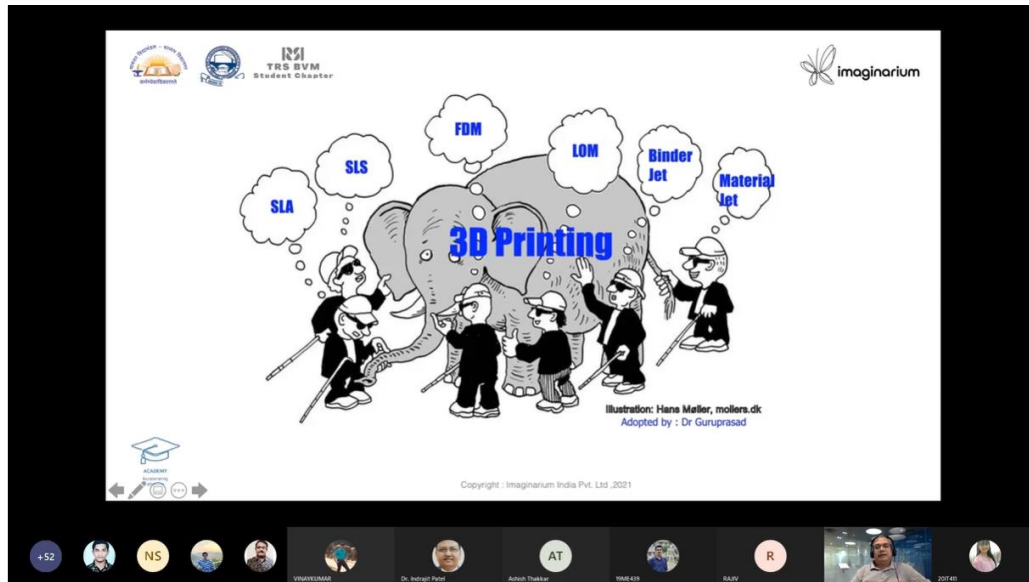 TRS BVM
Student Chapter
imaginarium
FDM
LOM
SLS
Binder
Jet
Material
Jet
SLA
3D Printing
Illustration: Hans Møller, mollers.dk
Adopted by : Dr Guruprasad
ACADEMY
Copyright : Imaginarium India Pvt. Ltd ,2021
+52
NS
AT
R
VINAYKUMAR
Dr. Indrajit Patel
Ashish Thakkar
19ME439
RAJIV
20IT411